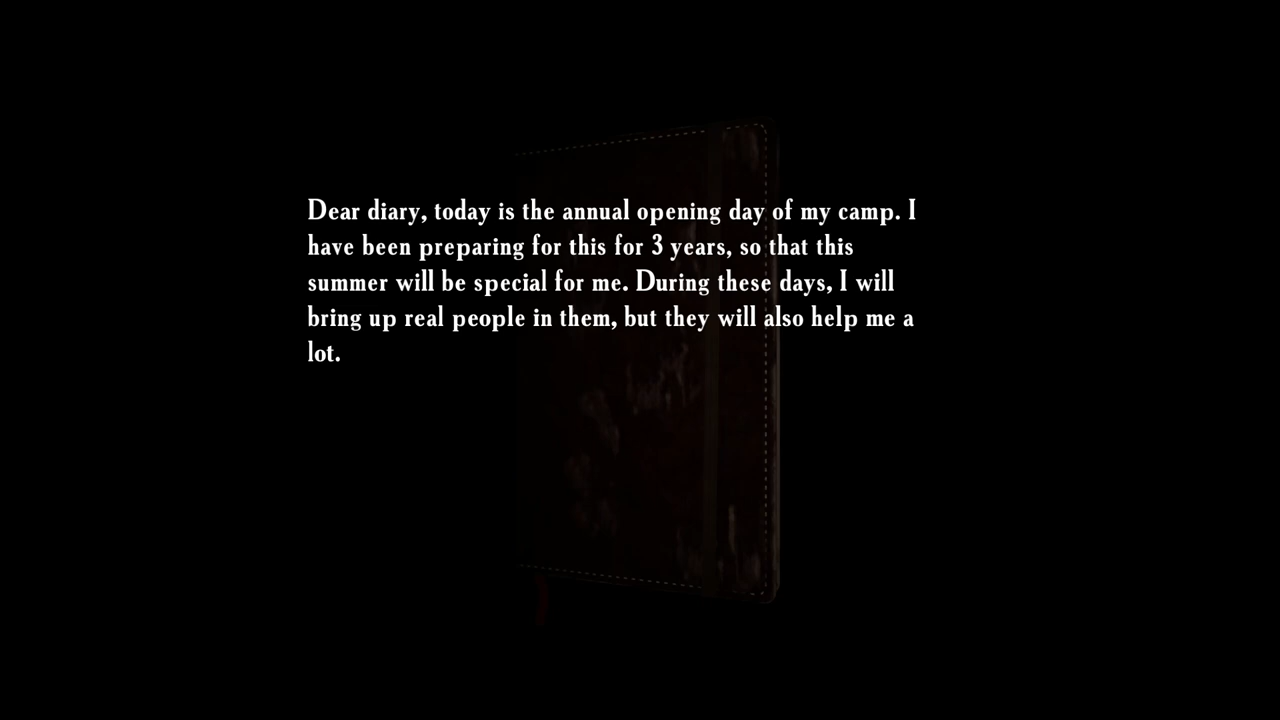 Dear diary, today is the annual opening day of my camp. I
have been preparing for this for 3 years, so that this
summer will be special for me. During these days, I will
bring up real people in them, but they will also help me a
lot.